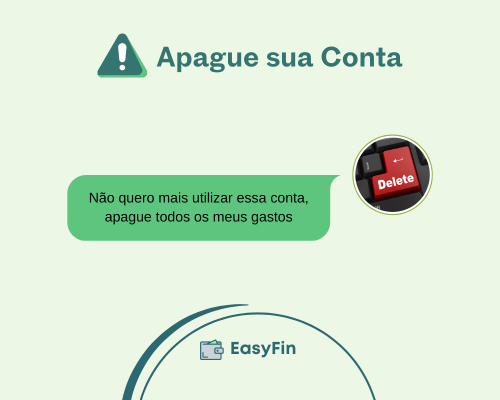 Apague sua Conta
Delete
Não quero mais utilizar essa conta,
apague todos os meus gastos
EasyFin